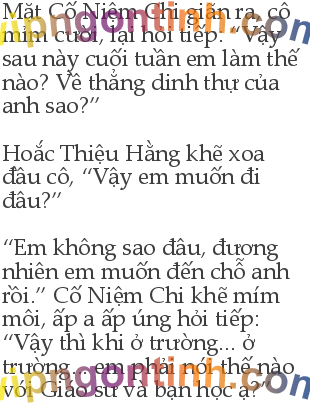 Mặt Cố Niệm Chi giãn ra, cô
mỉm cười, lại hỏi tiếp: “Vậy
sau này cuối tuần em làm thế
nào? Về thẳng dinh thự của
anh sao?”
Hoắc Thiệu Hằng khẽ xoa
đầu cô, “Vậy em muốn đi
đâu?”
“Em không sao đâu, đương
nhiên em muốn đến chỗ anh
rồi.” Cố Niệm Chi khẽ mím
môi, ấp a ấp úng hỏi tiếp:
“Vậy thì khi ở trường... ở
trường... em phải nói thế nào
với Giáo sư và bạn học ạ?”
vipngontinh.com
vipngontinh.com